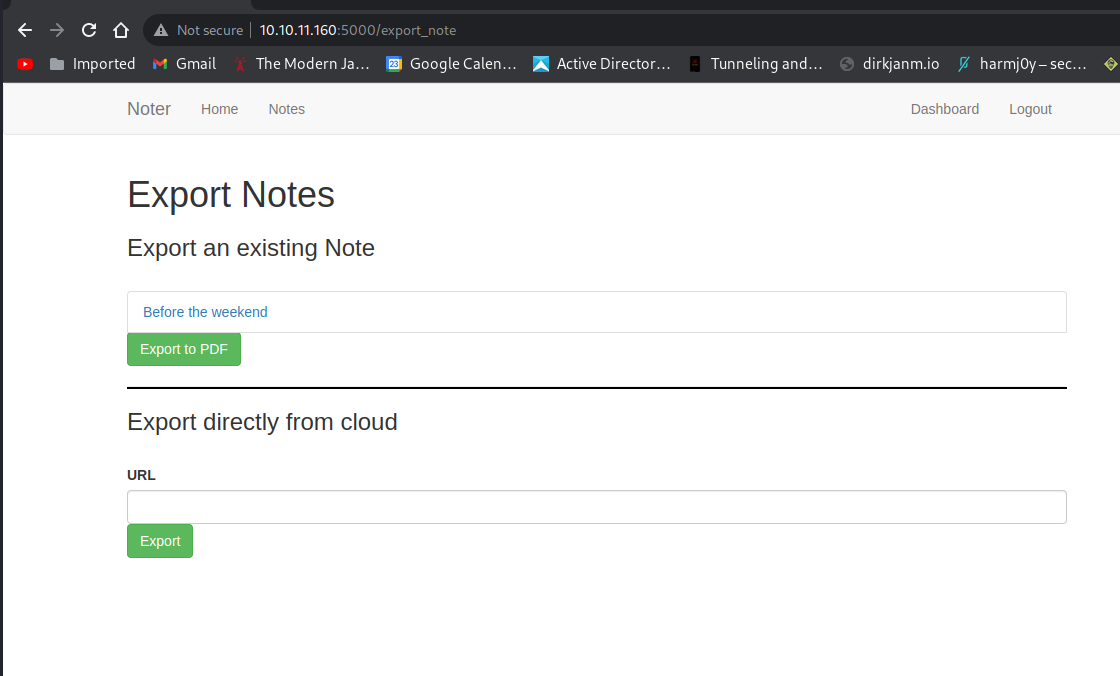 Not secure 10.10.11.160:5000/export_note
Imported Gmail The Modern Ja... 23 Google Calen... Active Director... Tunneling and... dirkjanm.io harmj0y – sec...
Noter Home Notes Dashboard Logout
Export Notes
Export an existing Note
Before the weekend
Export to PDF
Export directly from cloud
URL
Export